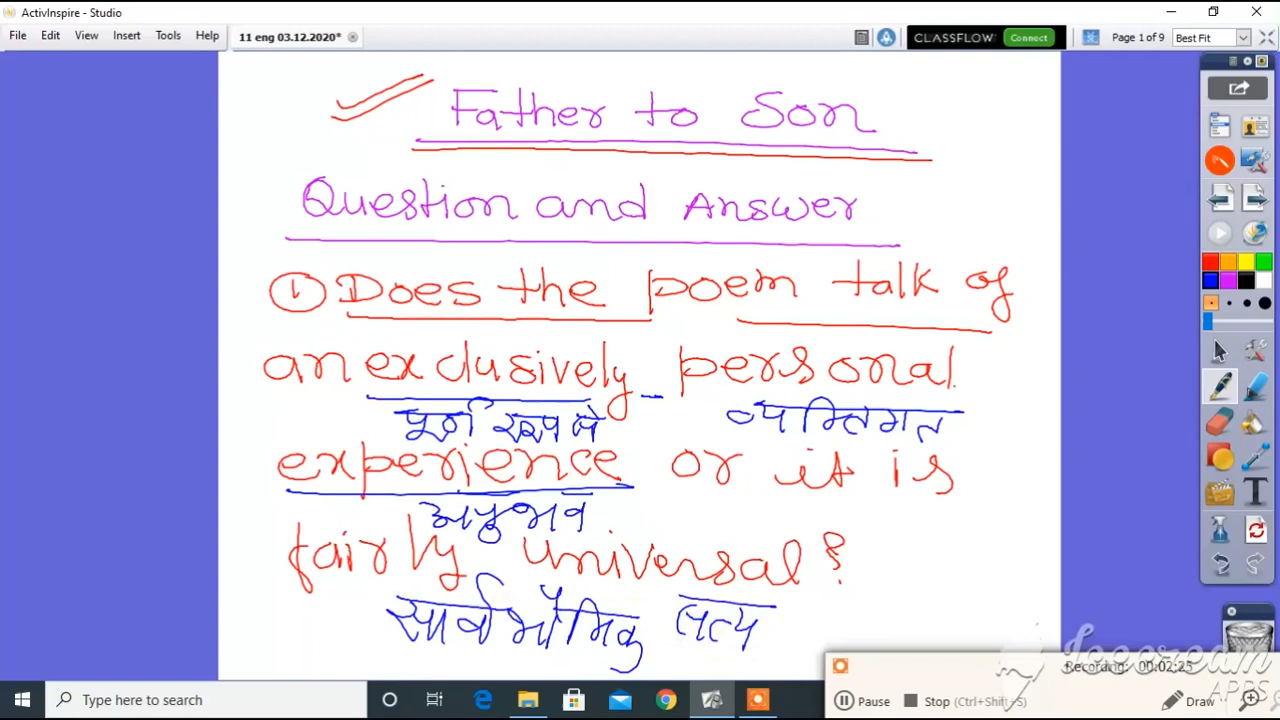 ActivInspire - Studio
File Edit View Insert Tools Help
11 eng 03.12.2020*
CLASSFLOW Connect
Page 1 of 9 Best Fit
Father to Son
Question and Answer
① Does the poem talk of
an exclusively personal
पूर्ण रूप से व्यक्तिगत
experience or it is
अनुभव
fairly universal?
सार्वभौमिक सत्य
Icecream
APPS
Recording: 00:02:25
Pause Stop (Ctrl+Shift+S) Draw
Type here to search